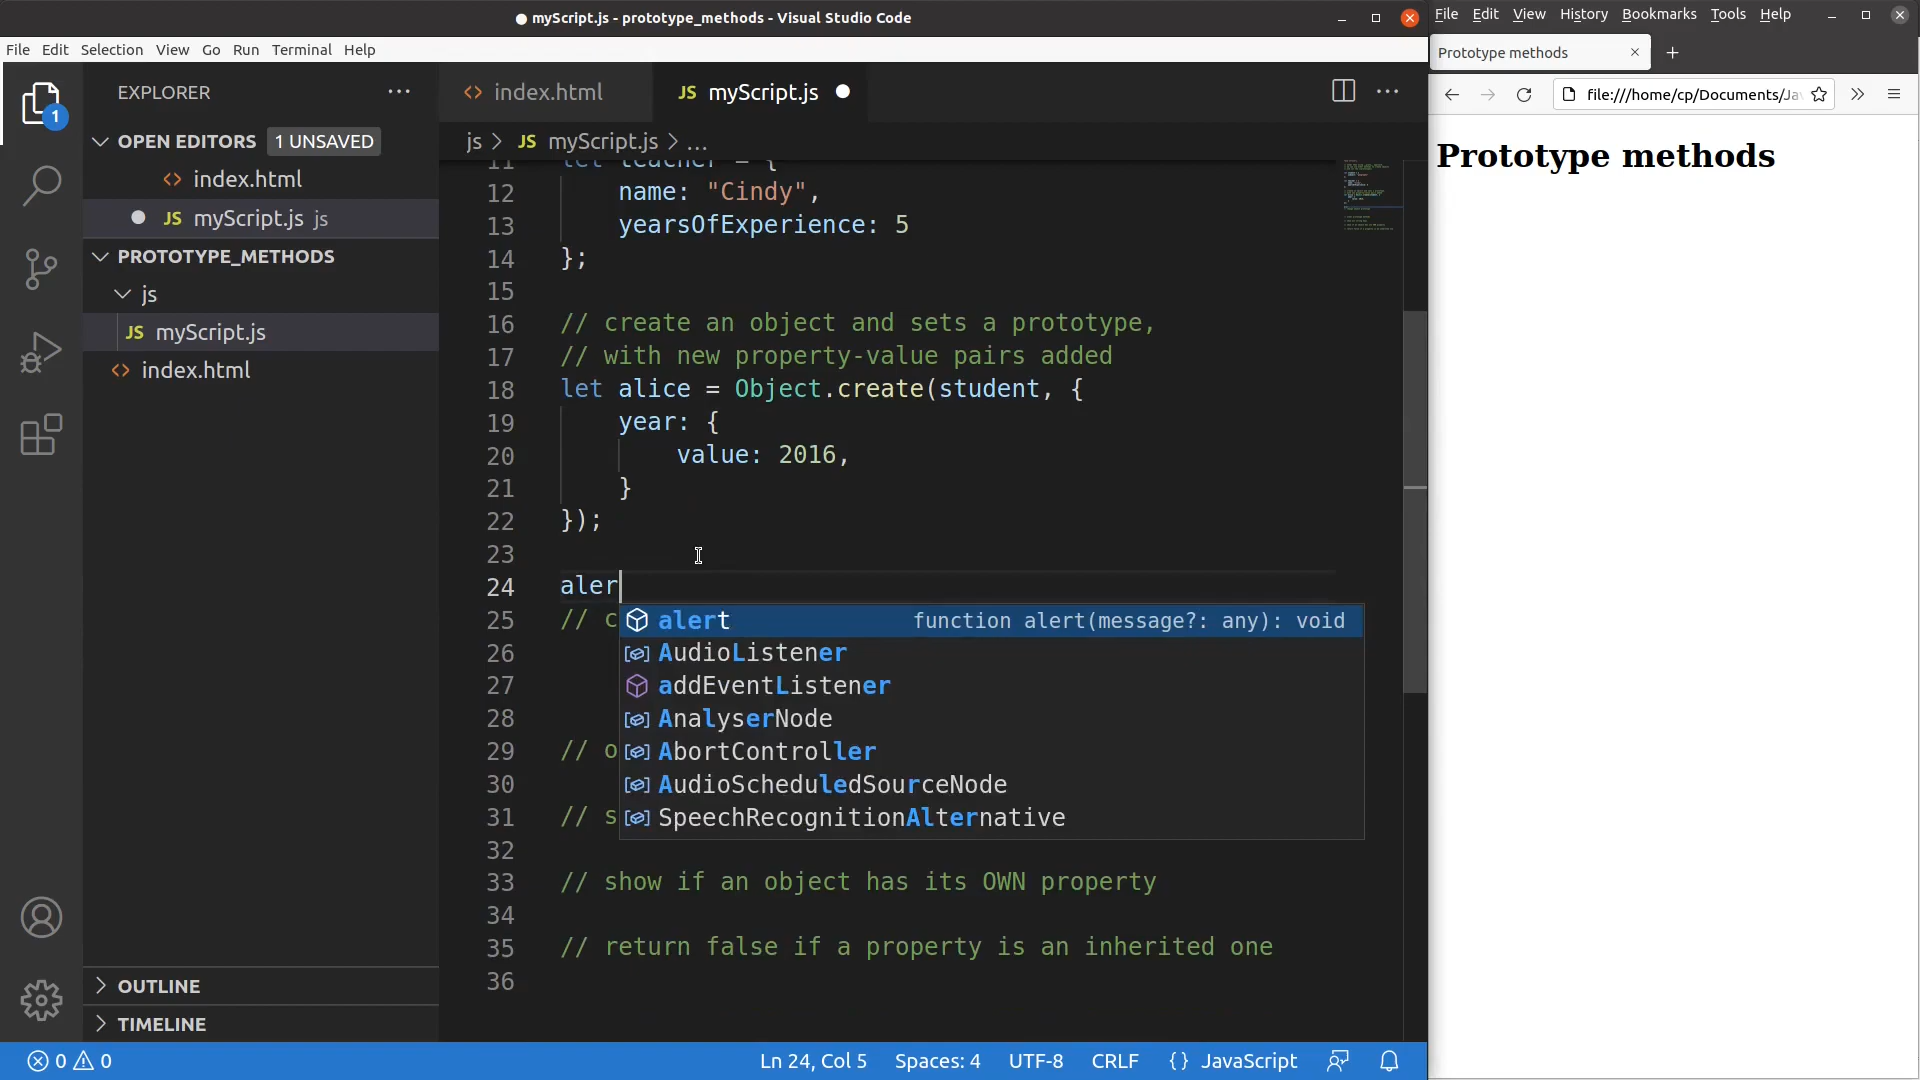 myScript.js - prototype_methods - Visual Studio Code
File Edit Selection View Go Run Terminal Help
1
EXPLORER
OPEN EDITORS 1 UNSAVED
index.html
JS myScript.js js
PROTOTYPE_METHODS
js
JS myScript.js
index.html
OUTLINE
TIMELINE
index.html JS myScript.js
js > JS myScript.js > ...
11 let teacher = {
12 name: "Cindy",
13 yearsOfExperience: 5
14 };
15
16 // create an object and sets a prototype,
17 // with new property-value pairs added
18 let alice = Object.create(student, {
19 year: {
20 value: 2016,
21 }
22 });
23
24 aler
25 // c
26
27
28
29 // o
30
31 // s
32
33 // show if an object has its OWN property
34
35 // return false if a property is an inherited one
36
alert function alert(message?: any): void
AudioListener
addEventListener
AnalyserNode
AbortController
AudioScheduledSourceNode
SpeechRecognitionAlternative
0 0 Ln 24, Col 5 Spaces: 4 UTF-8 CRLF {} JavaScript
File Edit View History Bookmarks Tools Help
Prototype methods
file:///home/cp/Documents/Ja
Prototype methods